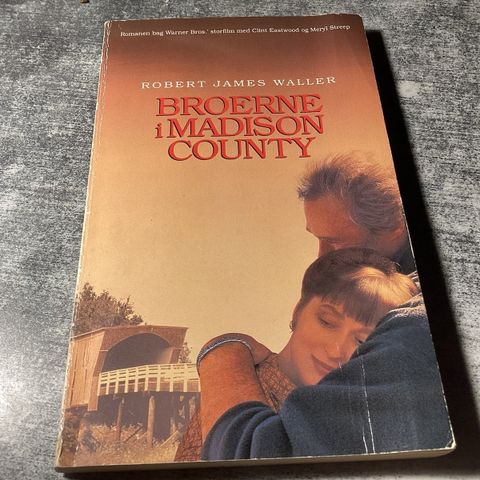 Romanen bag Warner Bros.' storfilm med Clint Eastwood og Meryl Streep
ROBERT JAMES WALLER
BROERNE
i MADISON
COUNTY